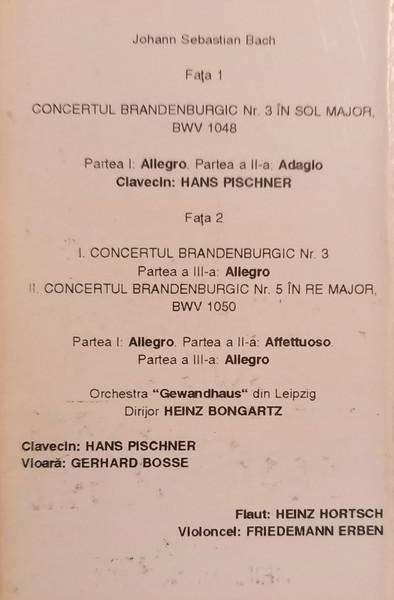 Johann Sebastian Bach
Fața 1
CONCERTUL BRANDENBURGIC Nr. 3 ÎN SOL MAJOR,
BWV 1048
Partea I: Allegro. Partea a II-a: Adagio
Clavecin: HANS PISCHNER
Fața 2
I. CONCERTUL BRANDENBURGIC Nr. 3
Partea a III-a: Allegro
II. CONCERTUL BRANDENBURGIC Nr. 5 ÎN RE MAJOR,
BWV 1050
Partea I: Allegro. Partea a II-a: Affettuoso.
Partea a III-a: Allegro
Orchestra "Gewandhaus" din Leipzig
Dirijor HEINZ BONGARTZ
Clavecin: HANS PISCHNER
Vioară: GERHARD BOSSE
Flaut: HEINZ HORTSCH
Violoncel: FRIEDEMANN ERBEN